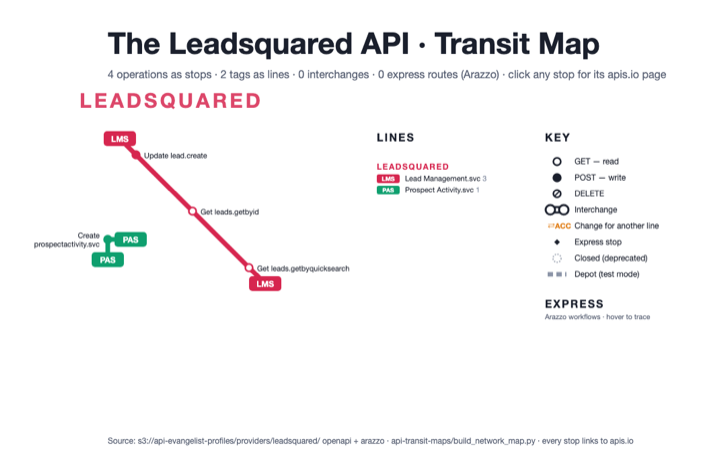 The Leadsquared API · Transit Map
4 operations as stops · 2 tags as lines · 0 interchanges · 0 express routes (Arazzo) · click any stop for its apis.io page
LEADSQUARED
LMS
Update lead.create
Get leads.getbyid
Create
prospectactivity.svc
PAS
PAS
Get leads.getbyquicksearch
LMS
LINES
LEADSQUARED
LMS Lead Management.svc 3
PAS Prospect Activity.svc 1
KEY
GET — read
POST — write
DELETE
Interchange
⇄ACC Change for another line
Express stop
Closed (deprecated)
Depot (test mode)
EXPRESS
Arazzo workflows · hover to trace
Source: s3://api-evangelist-profiles/providers/leadsquared/ openapi + arazzo · api-transit-maps/build_network_map.py · every stop links to apis.io